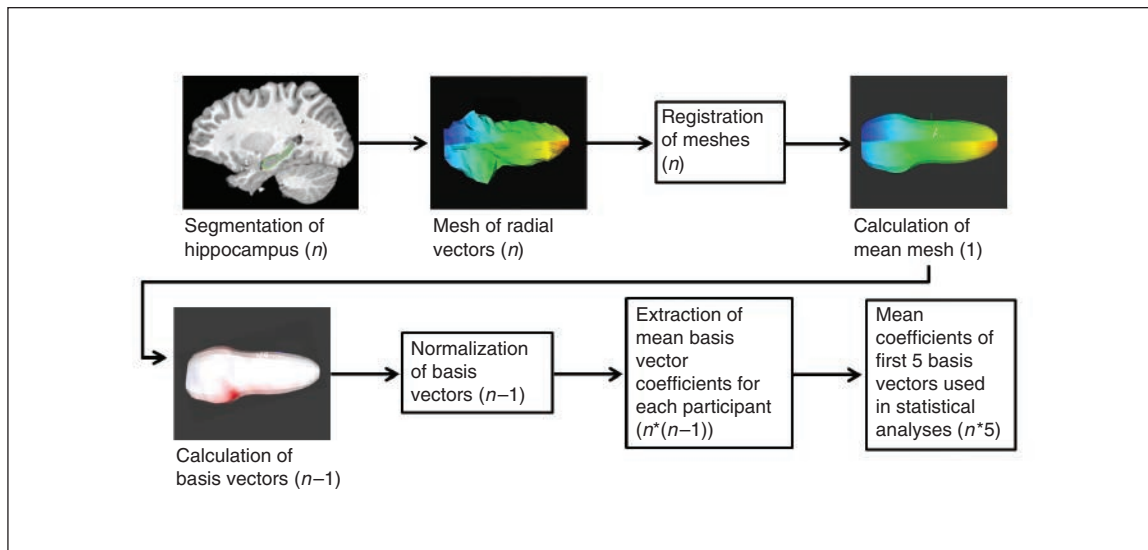 Segmentation of
hippocampus (n)
Mesh of radial
vectors (n)
Registration
of meshes
(n)
Calculation of
mean mesh (1)
Calculation of
basis vectors (n–1)
Normalization
of basis
vectors (n–1)
Extraction of
mean basis
vector
coefficients for
each participant
(n*(n–1))
Mean
coefficients of
first 5 basis
vectors used
in statistical
analyses (n*5)